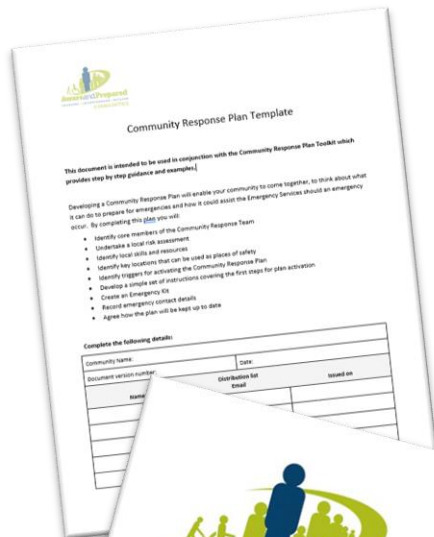 AwareandPrepared
COMMUNITIES
Community Response Plan Template
This document is intended to be used in conjunction with the Community Response Plan Toolkit which
provides step by step guidance and examples.
Developing a Community Response Plan will enable your community to come together, to think about what
it can do to prepare for emergencies and how it could assist the Emergency Services should an emergency
occur. By completing this plan you will:
• Identify core members of the Community Response Team
• Undertake a local risk assessment
• Identify local skills and resources
• Identify key locations that can be used as places of safety
• Identify triggers for activating the Community Response Plan
• Develop a simple set of instructions covering the first steps for plan activation
• Create an Emergency Kit
• Record emergency contact details
• Agree how the plan will be kept up to date
Complete the following details:
Community Name:
Document version number: Date:
Distribution list
Name Email Issued on